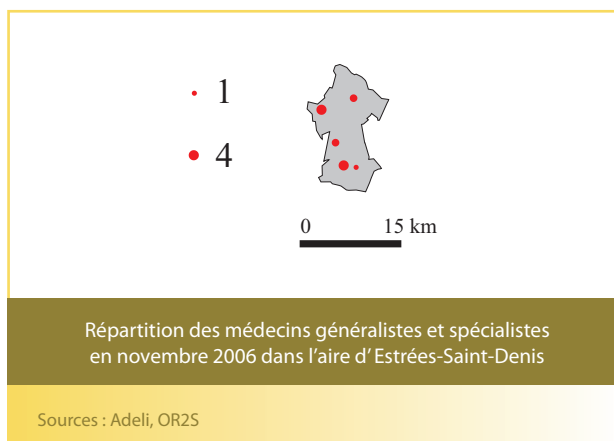 1
4
0 15 km
Répartition des médecins généralistes et spécialistes
en novembre 2006 dans l'aire d'Estrées-Saint-Denis
Sources : Adeli, OR2S